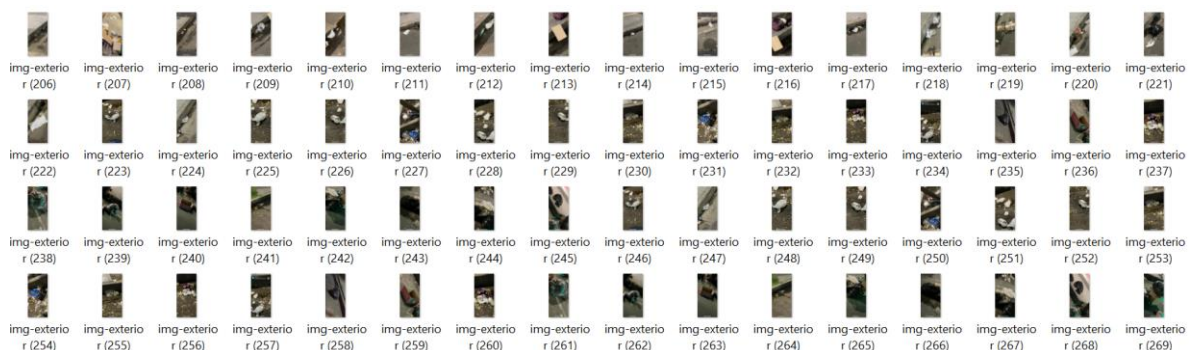 img-exterio img-exterio img-exterio img-exterio img-exterio img-exterio img-exterio img-exterio img-exterio img-exterio img-exterio img-exterio img-exterio img-exterio img-exterio img-exterio
r (206) r (207) r (208) r (209) r (210) r (211) r (212) r (213) r (214) r (215) r (216) r (217) r (218) r (219) r (220) r (221)
img-exterio img-exterio img-exterio img-exterio img-exterio img-exterio img-exterio img-exterio img-exterio img-exterio img-exterio img-exterio img-exterio img-exterio img-exterio img-exterio
r (222) r (223) r (224) r (225) r (226) r (227) r (228) r (229) r (230) r (231) r (232) r (233) r (234) r (235) r (236) r (237)
img-exterio img-exterio img-exterio img-exterio img-exterio img-exterio img-exterio img-exterio img-exterio img-exterio img-exterio img-exterio img-exterio img-exterio img-exterio img-exterio
r (238) r (239) r (240) r (241) r (242) r (243) r (244) r (245) r (246) r (247) r (248) r (249) r (250) r (251) r (252) r (253)
img-exterio img-exterio img-exterio img-exterio img-exterio img-exterio img-exterio img-exterio img-exterio img-exterio img-exterio img-exterio img-exterio img-exterio img-exterio img-exterio
r (254) r (255) r (256) r (257) r (258) r (259) r (260) r (261) r (262) r (263) r (264) r (265) r (266) r (267) r (268) r (269)